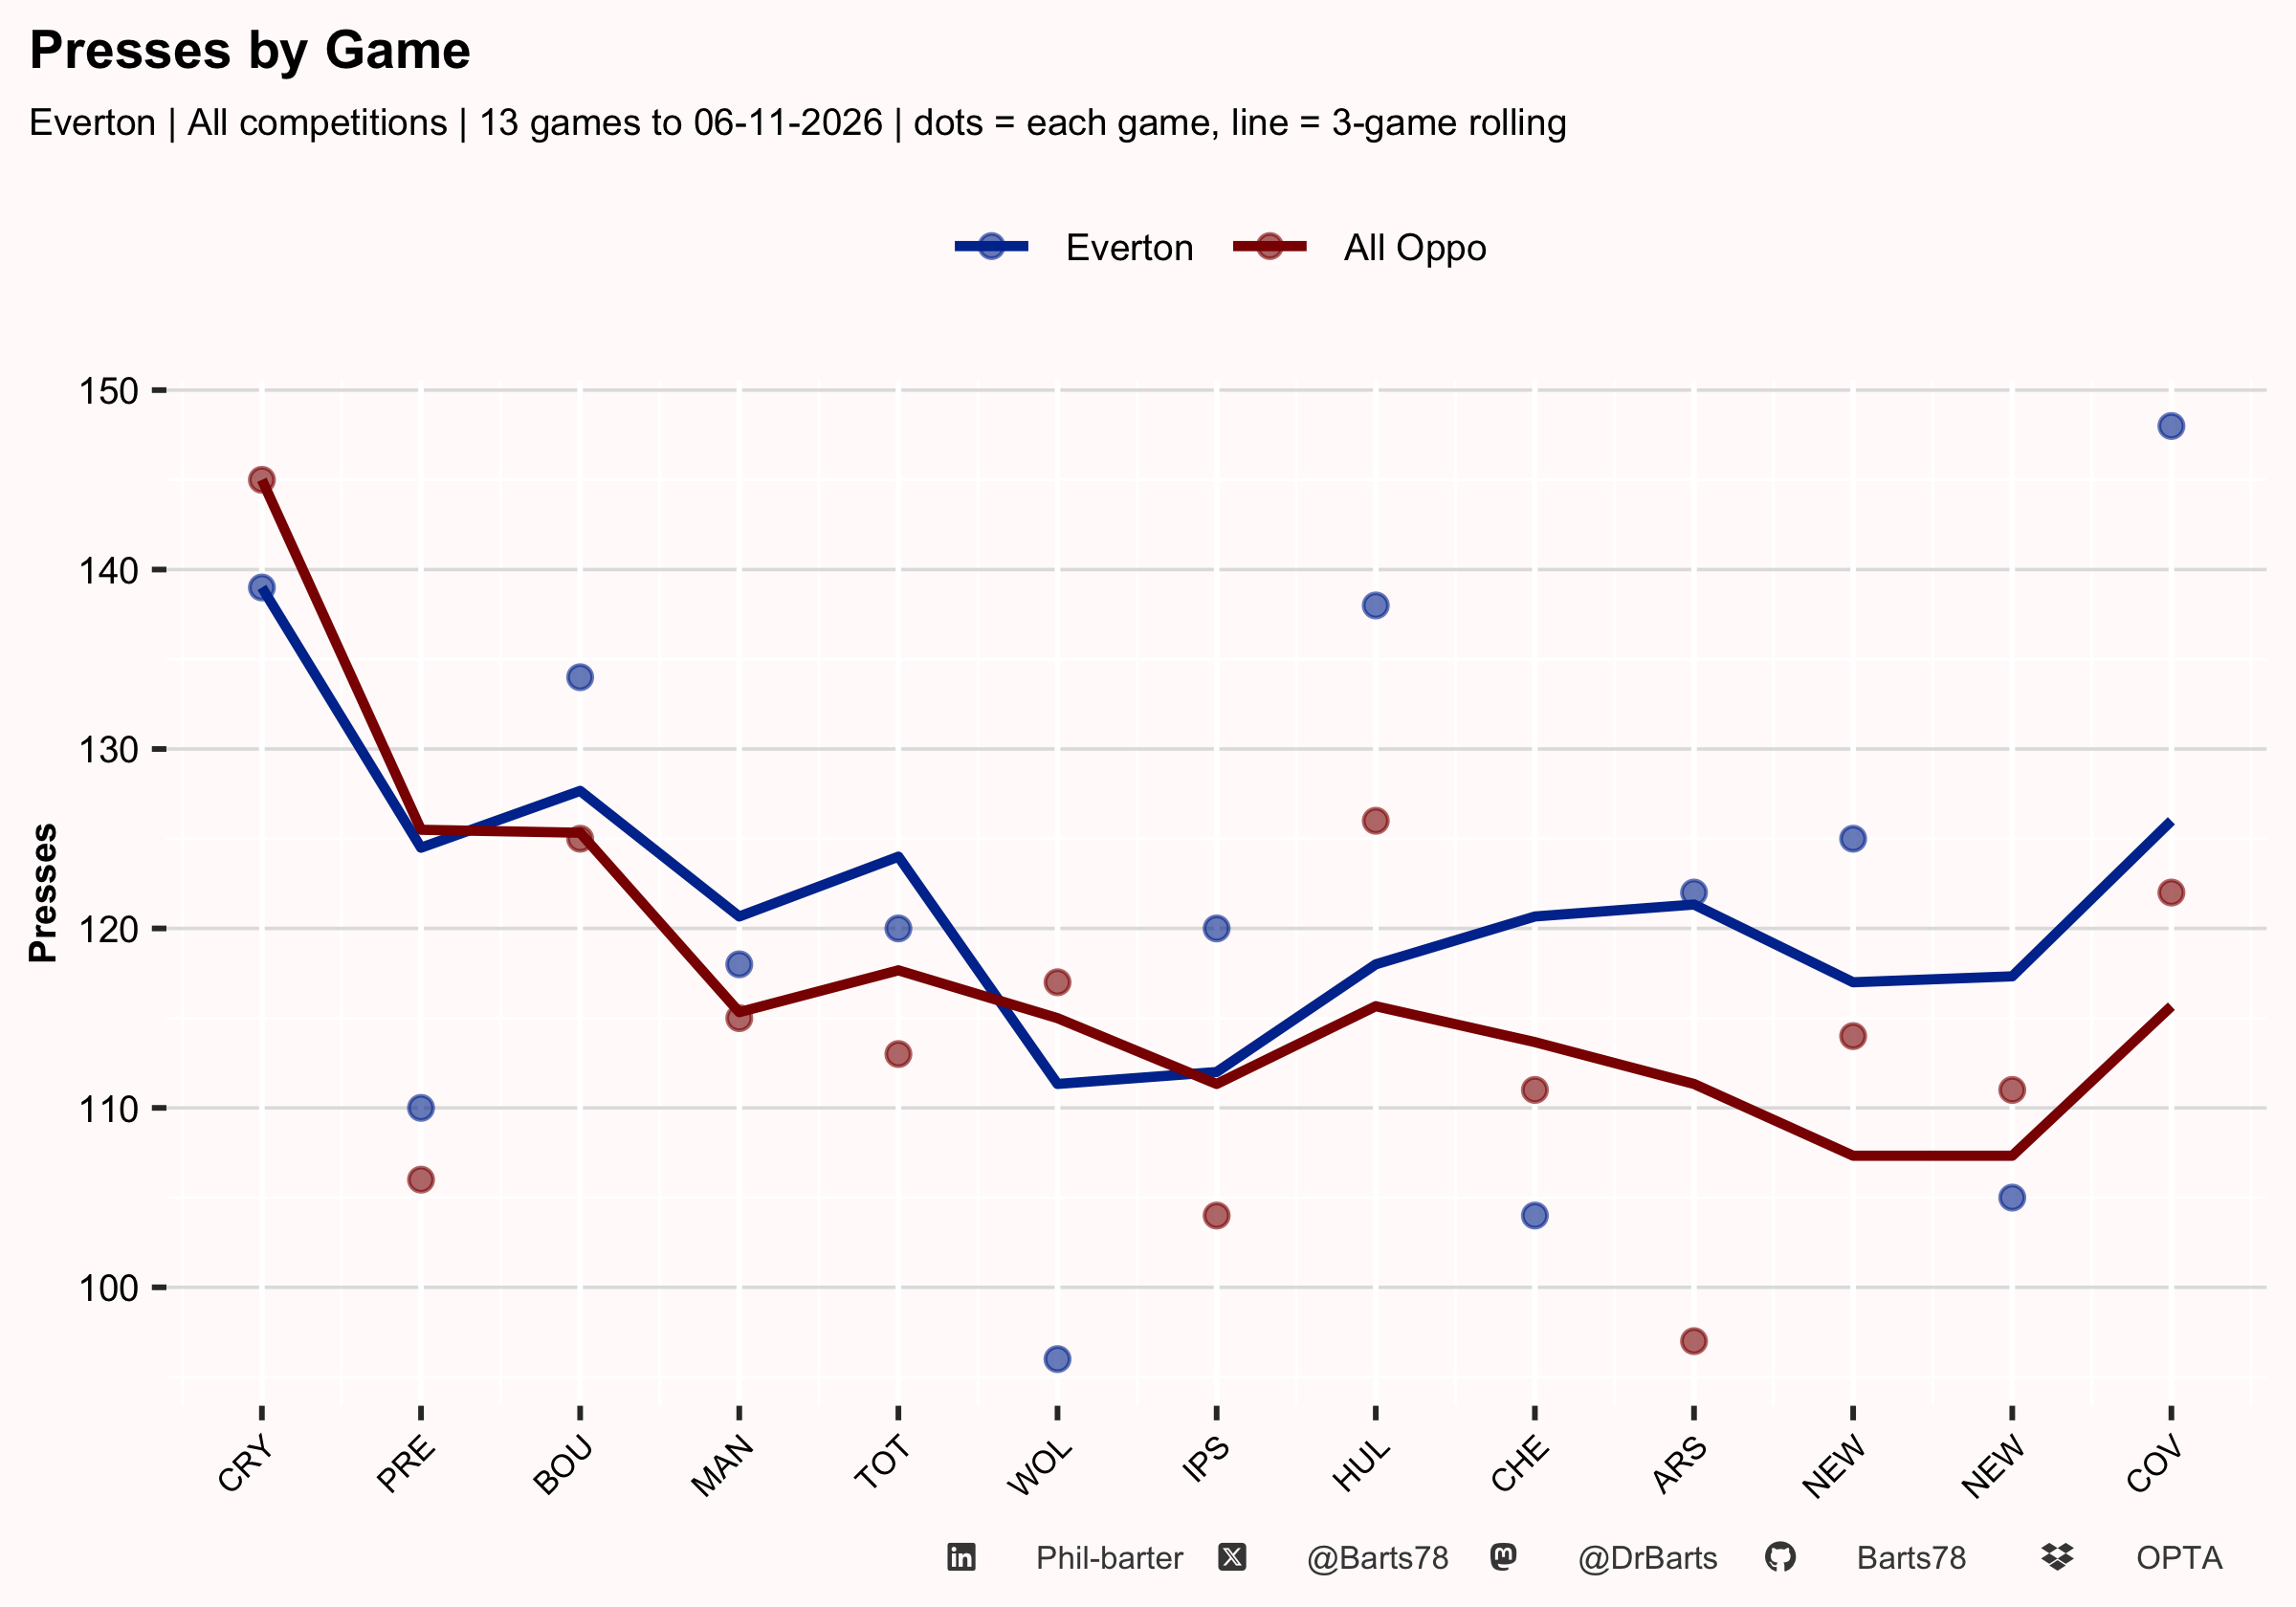 Presses by Game
Everton | All competitions | 13 games to 06-11-2026 | dots = each game, line = 3-game rolling
Everton All Oppo
150
140
130
120
110
100
Presses
CRY PRE BOU MAN TOT WOL IPS HUL CHE ARS NEW NEW COV
Phil-barter @Barts78 @DrBarts Barts78 OPTA